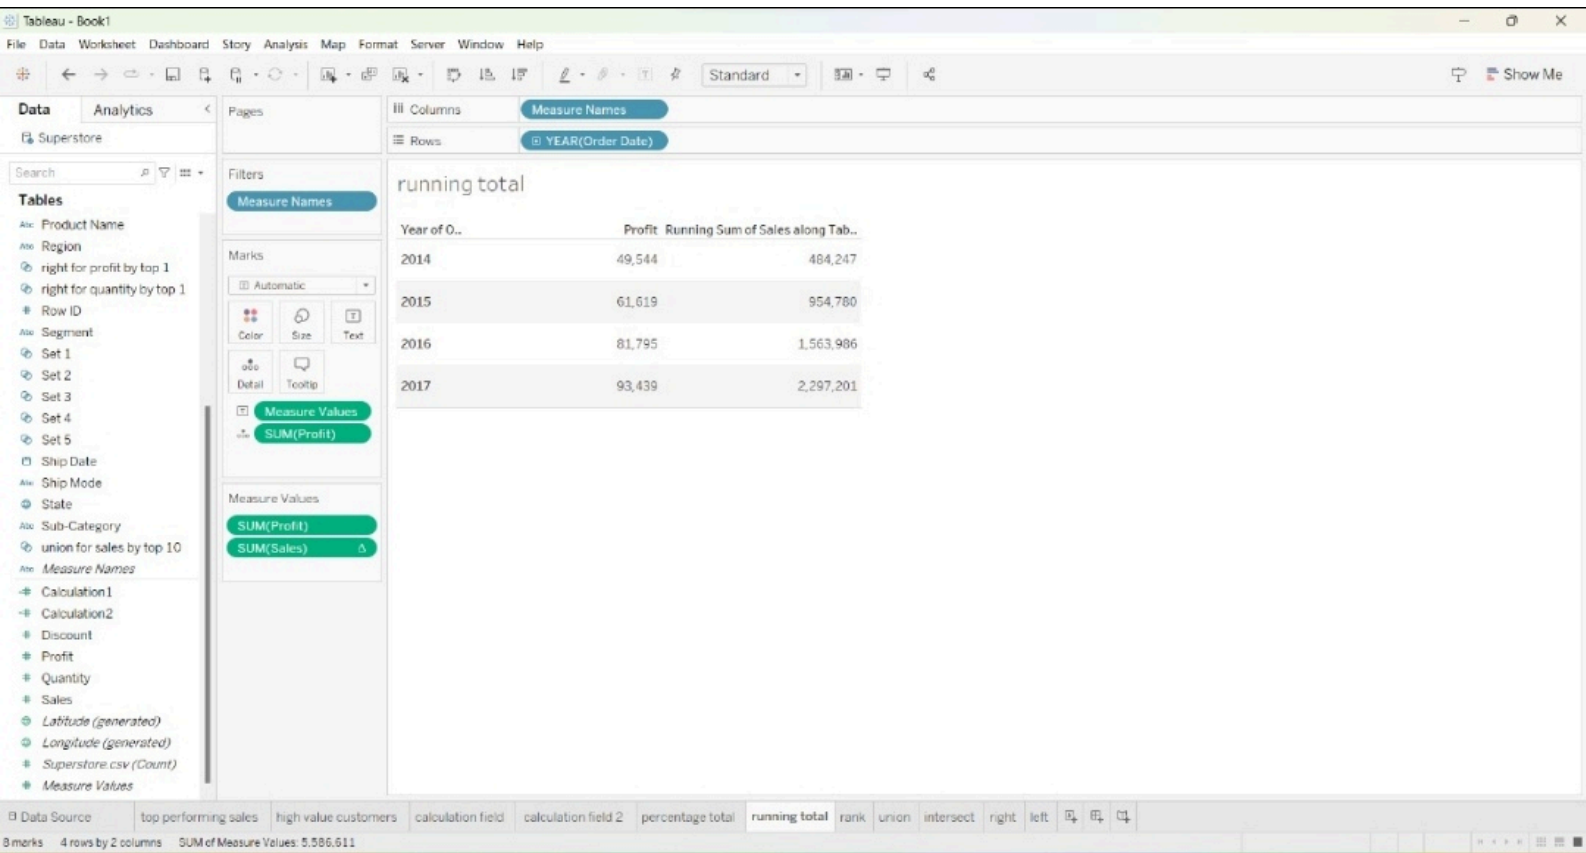 Tableau - Book1
File Data Worksheet Dashboard Story Analysis Map Format Server Window Help
Standard
Show Me
Data Analytics
Superstore
Search
Tables
Abc Product Name
Abc Region
right for profit by top 1
right for quantity by top 1
# Row ID
Abc Segment
Set 1
Set 2
Set 3
Set 4
Set 5
Ship Date
Abc Ship Mode
State
Abc Sub-Category
union for sales by top 10
Abc Measure Names
=# Calculation1
=# Calculation2
# Discount
# Profit
# Quantity
# Sales
Latitude (generated)
Longitude (generated)
# Superstore.csv (Count)
# Measure Values
Pages
Filters
Measure Names
Marks
Automatic
Color Size Text
Detail Tooltip
Measure Values
SUM(Profit)
Measure Values
SUM(Profit)
SUM(Sales) Δ
iii Columns Measure Names
Rows YEAR(Order Date)
running total
Year of O.. Profit Running Sum of Sales along Tab..
2014 49,544 484,247
2015 61,619 954,780
2016 81,795 1,563,986
2017 93,439 2,297,201
Data Source top performing sales high value customers calculation field calculation field 2 percentage total running total rank union intersect right left
8 marks 4 rows by 2 columns SUM of Measure Values: 5,586,611